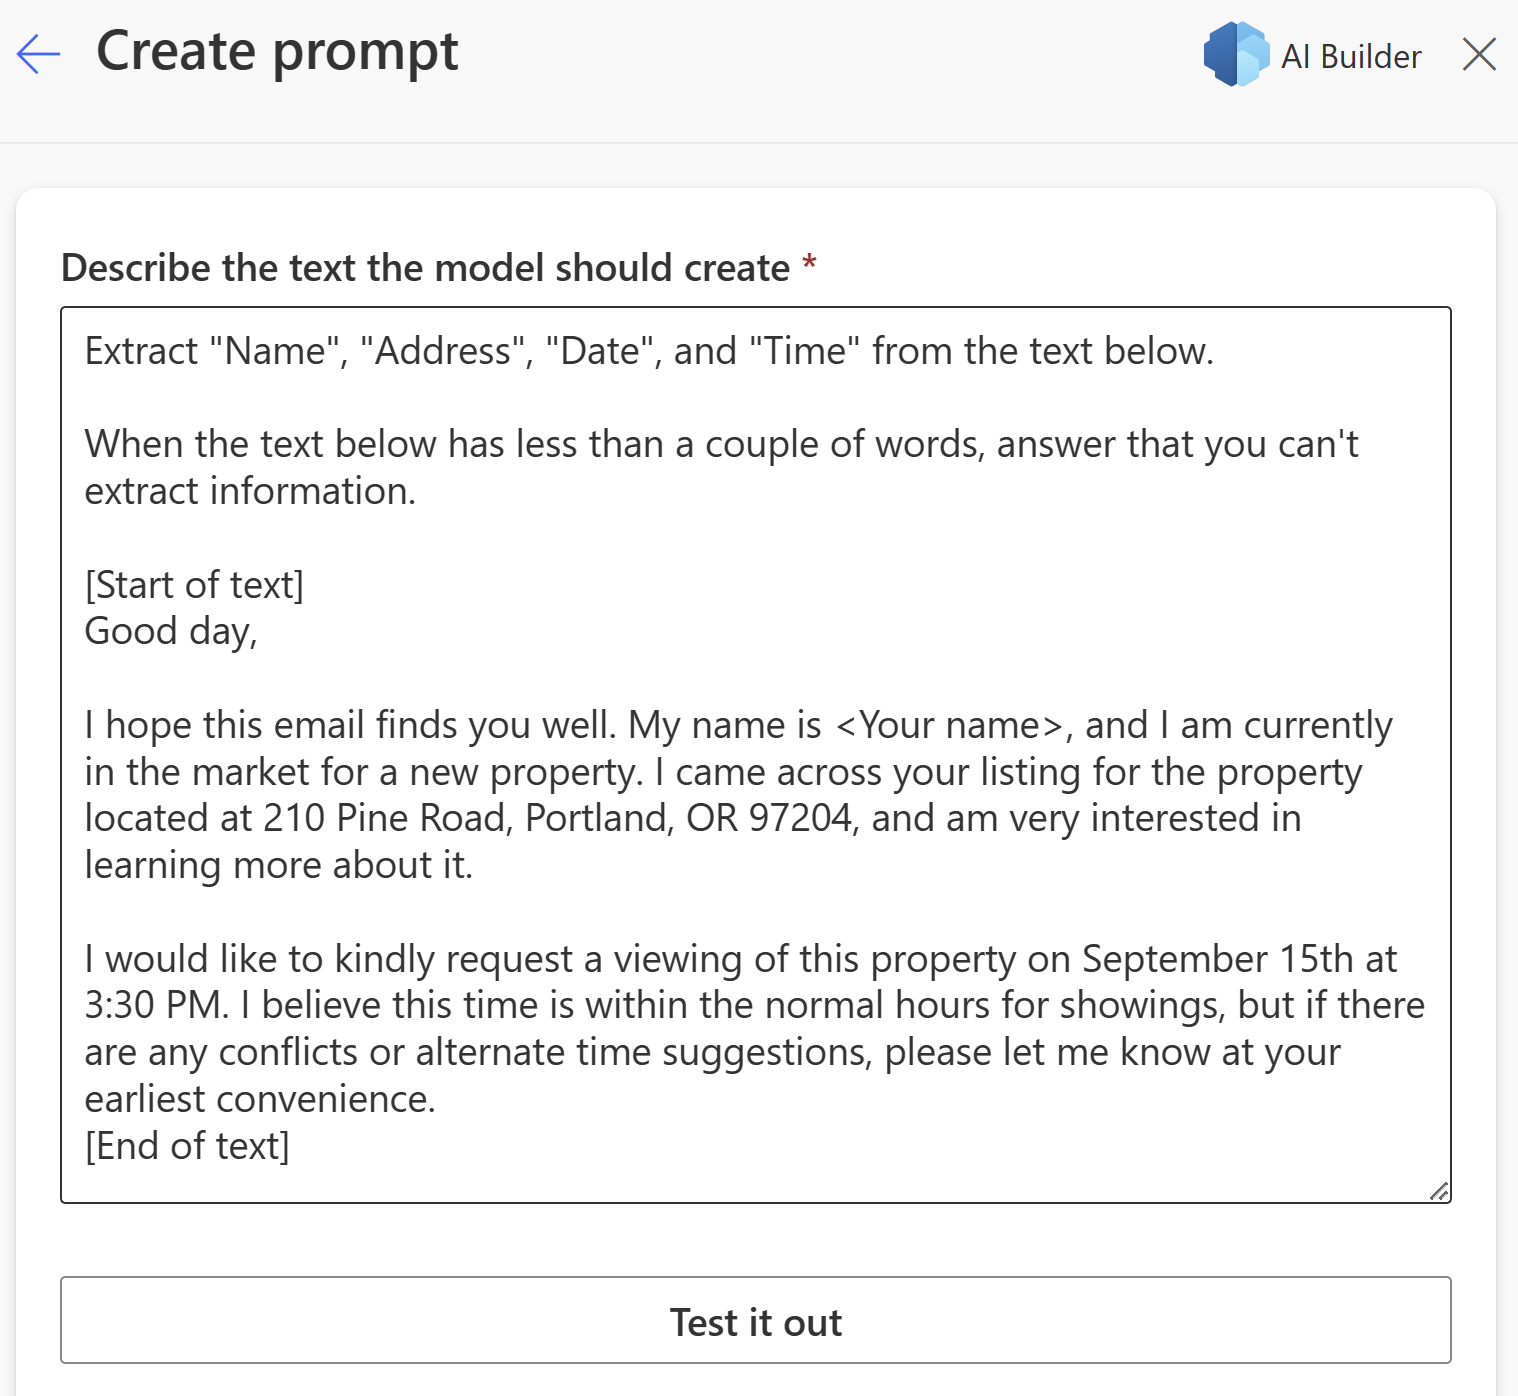 Create prompt
AI Builder
Describe the text the model should create *
Extract "Name", "Address", "Date", and "Time" from the text below.
When the text below has less than a couple of words, answer that you can't
extract information.
[Start of text]
Good day,
I hope this email finds you well. My name is <Your name>, and I am currently
in the market for a new property. I came across your listing for the property
located at 210 Pine Road, Portland, OR 97204, and am very interested in
learning more about it.
I would like to kindly request a viewing of this property on September 15th at
3:30 PM. I believe this time is within the normal hours for showings, but if there
are any conflicts or alternate time suggestions, please let me know at your
earliest convenience.
[End of text]
Test it out